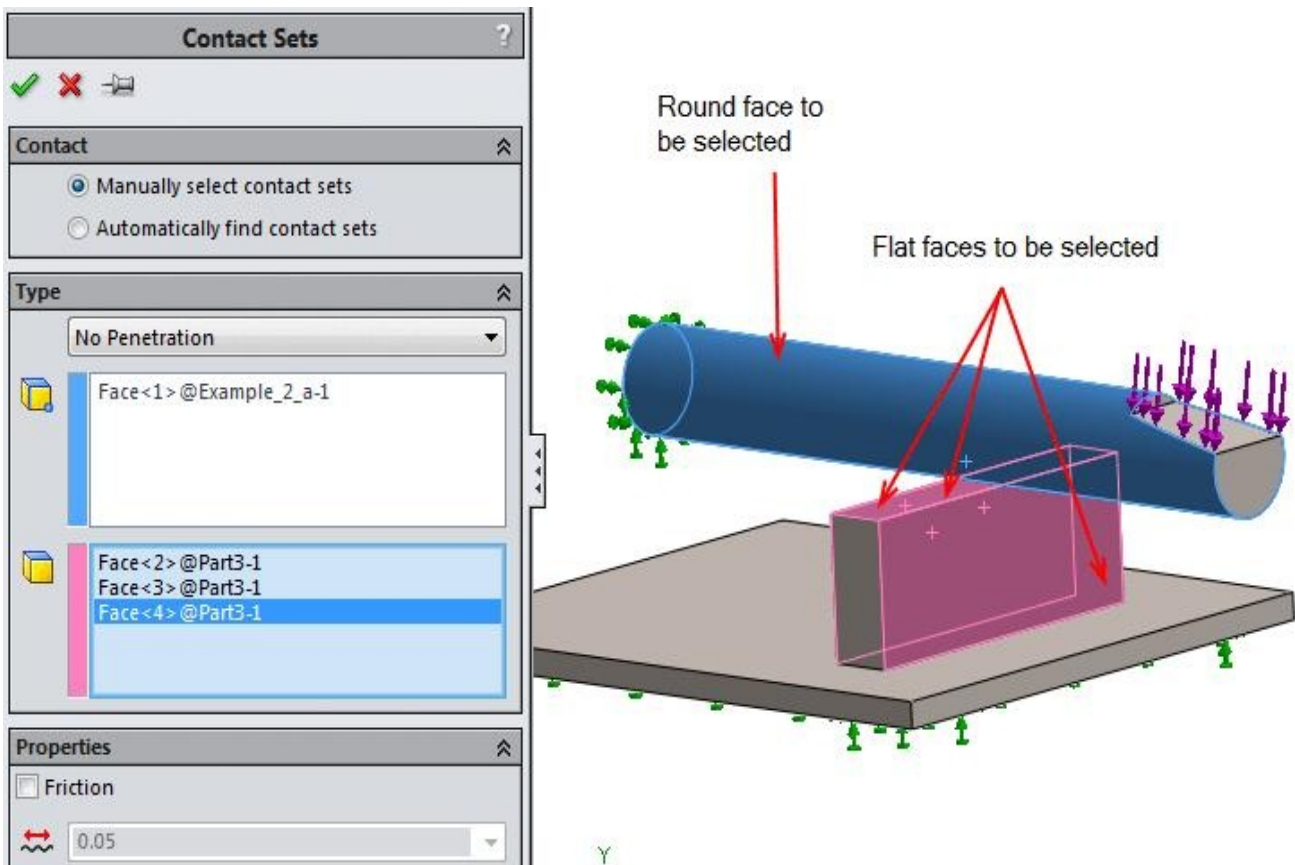 Contact Sets
?
Contact
Manually select contact sets
Automatically find contact sets
Type
No Penetration
Face<1>@Example_2_a-1
Face<2>@Part3-1
Face<3>@Part3-1
Face<4>@Part3-1
Properties
Friction
0.05
Round face to
be selected
Flat faces to be selected
Y